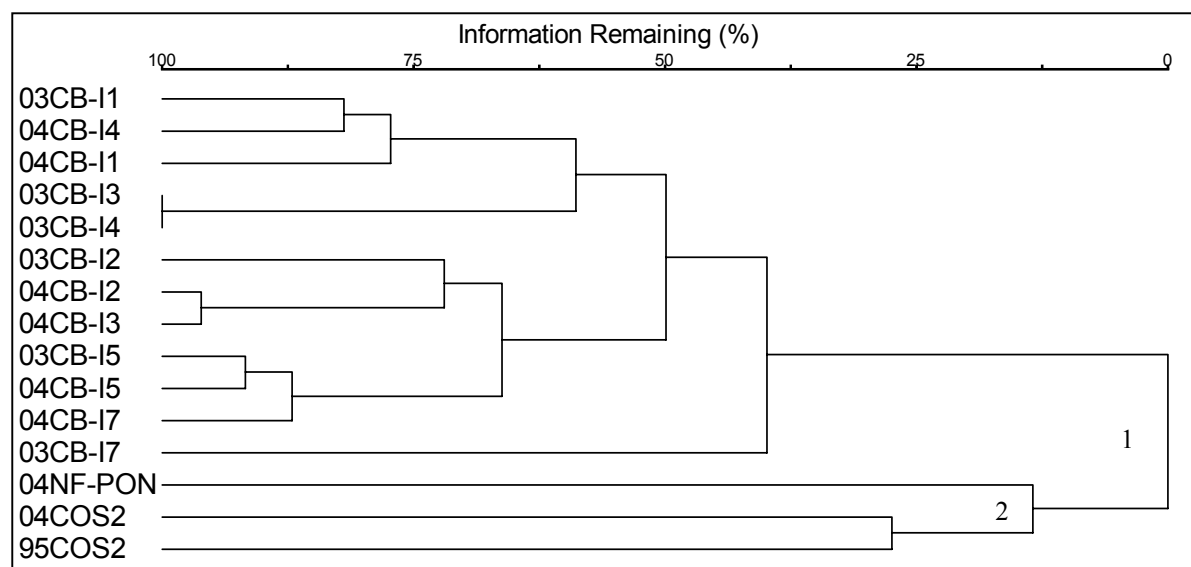 Information Remaining (%)
100 75 50 25 0
03CB-I1
04CB-I4
04CB-I1
03CB-I3
03CB-I4
03CB-I2
04CB-I2
04CB-I3
03CB-I5
04CB-I5
04CB-I7
03CB-I7
1
04NF-PON
04COS2
2
95COS2